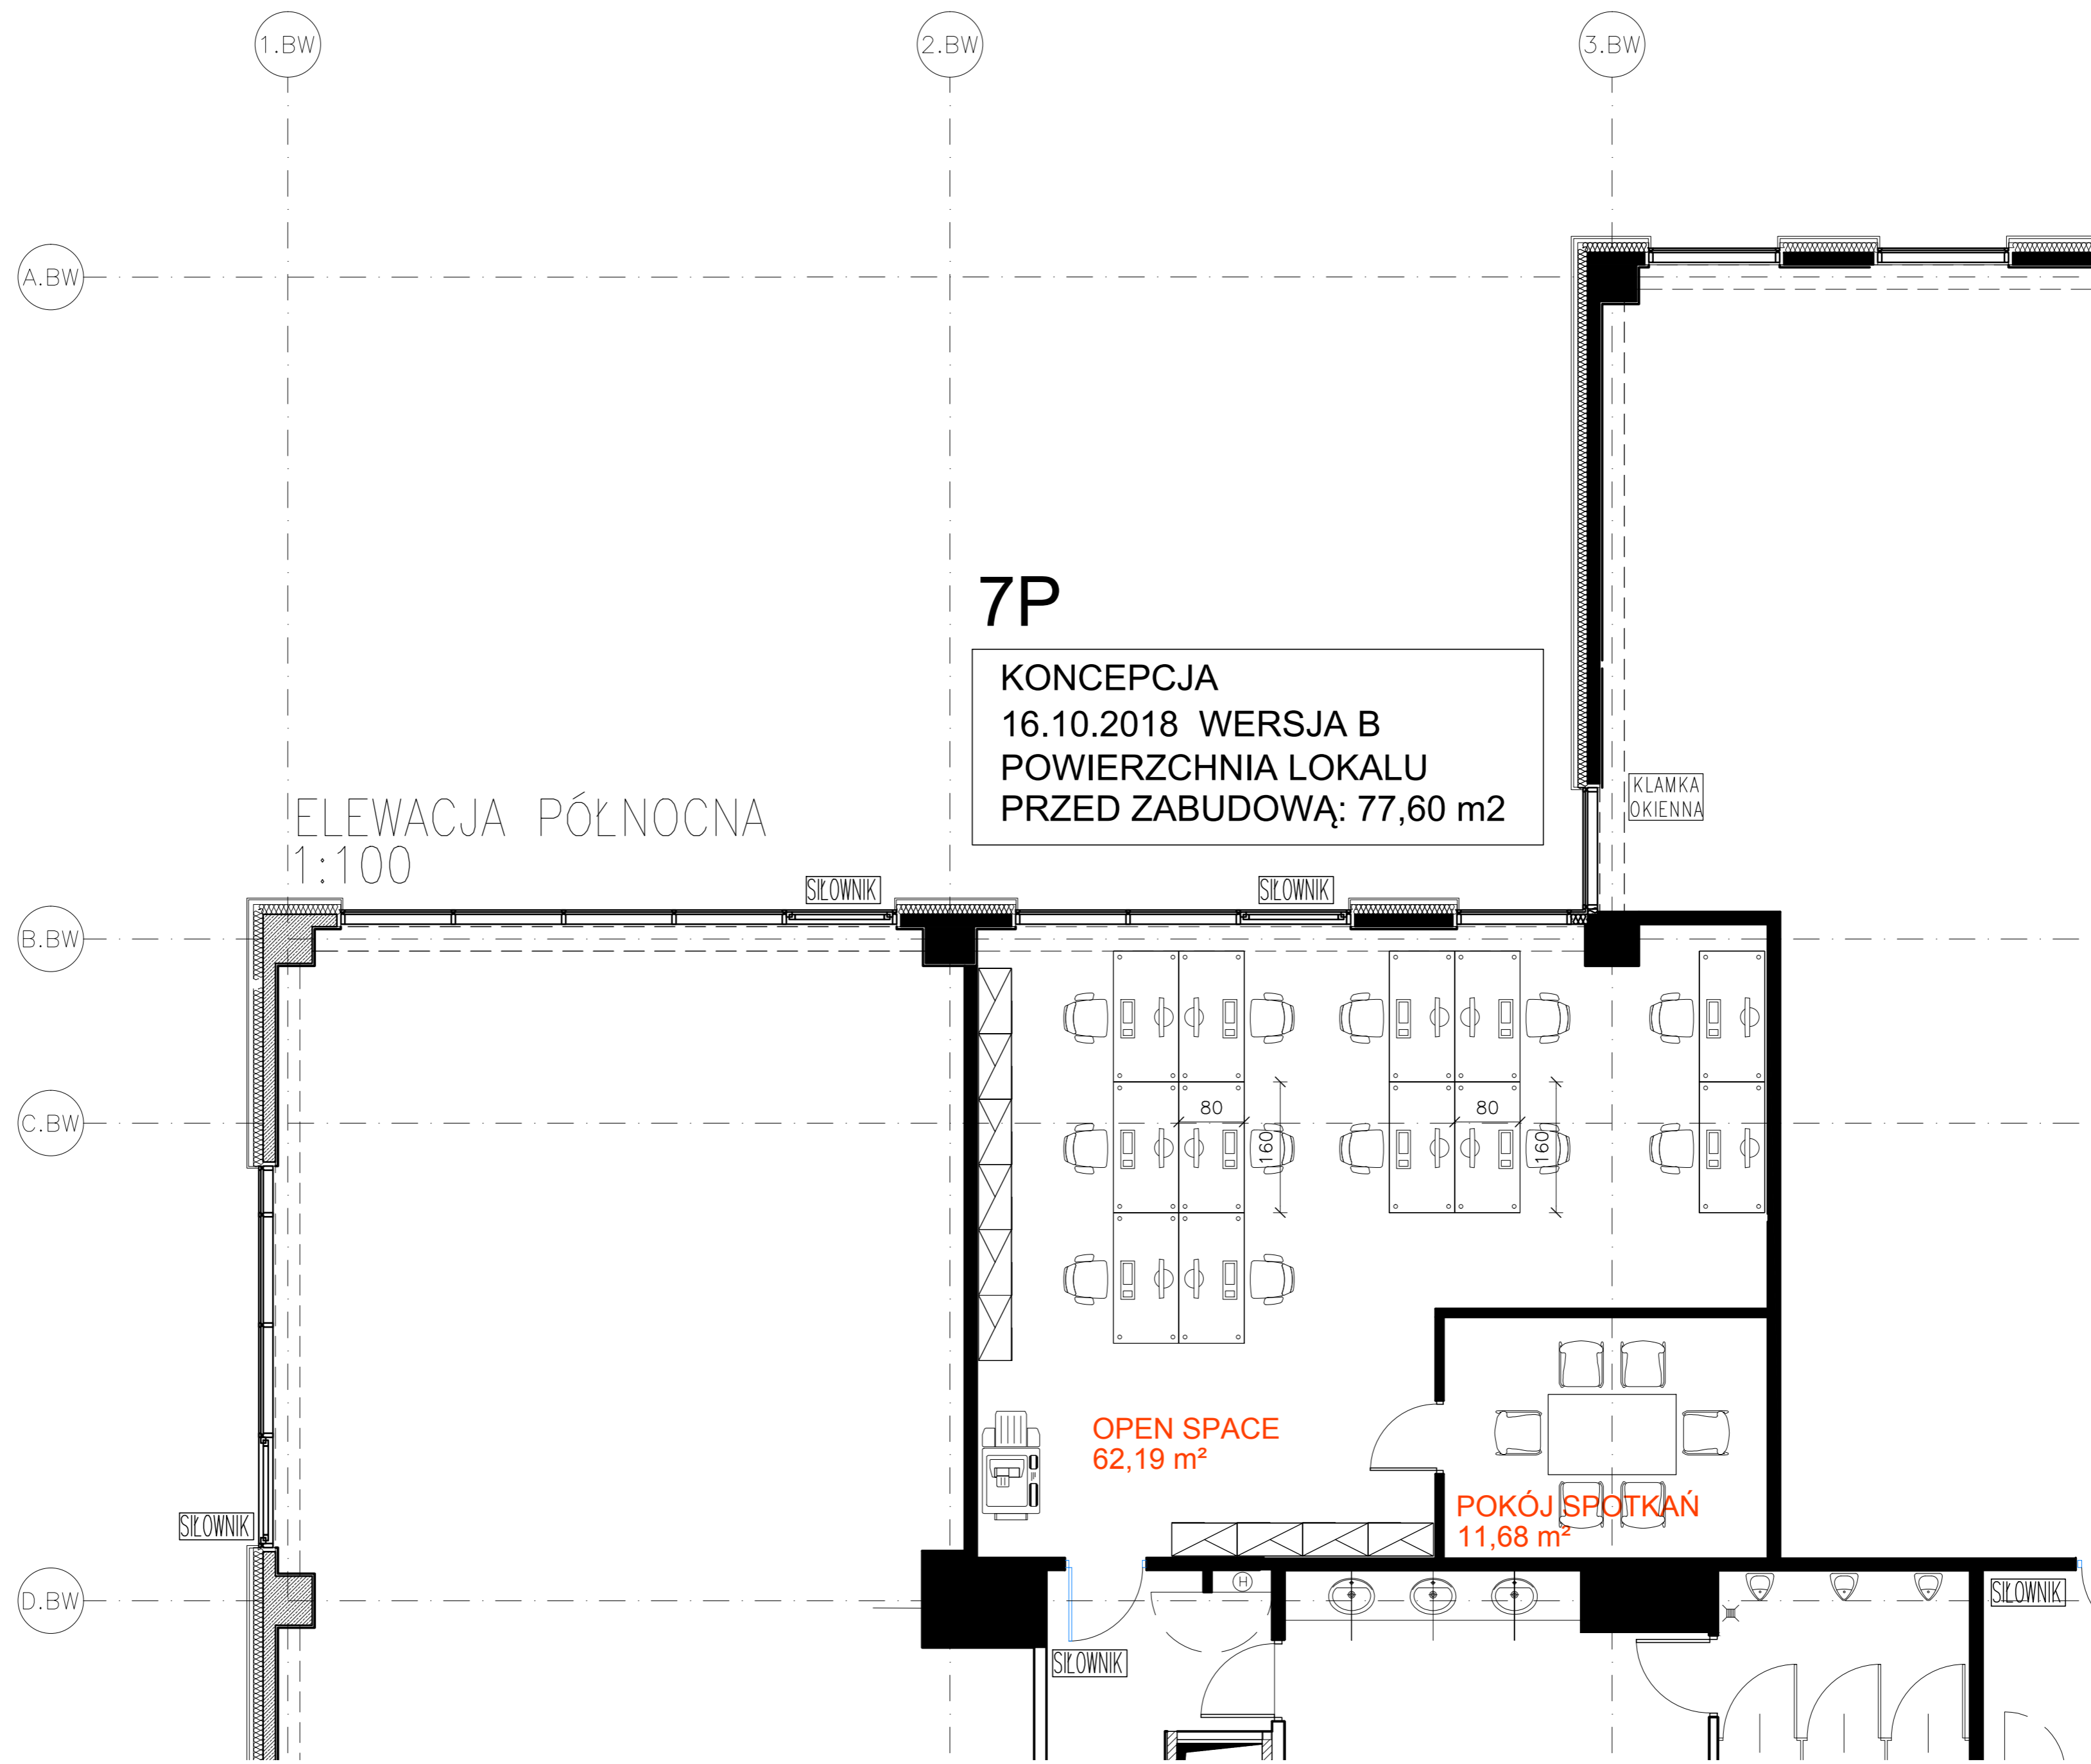 1.BW
2.BW
3.BW
A.BW
7P
KONCEPCJA
16.10.2018 WERSJA B
POWIERZCHNIA LOKALU
PRZED ZABUDOWĄ: 77,60 m2
KLAMKA
OKIENNA
ELEWACJA PÓŁNOCNA
1:100
SIŁOWNIK
SIŁOWNIK
B.BW
C.BW
80
160
80
160
OPEN SPACE
62,19 m²
POKÓJ SPOTKAŃ
11,68 m²
SIŁOWNIK
D.BW
H
SIŁOWNIK
SIŁOWNIK